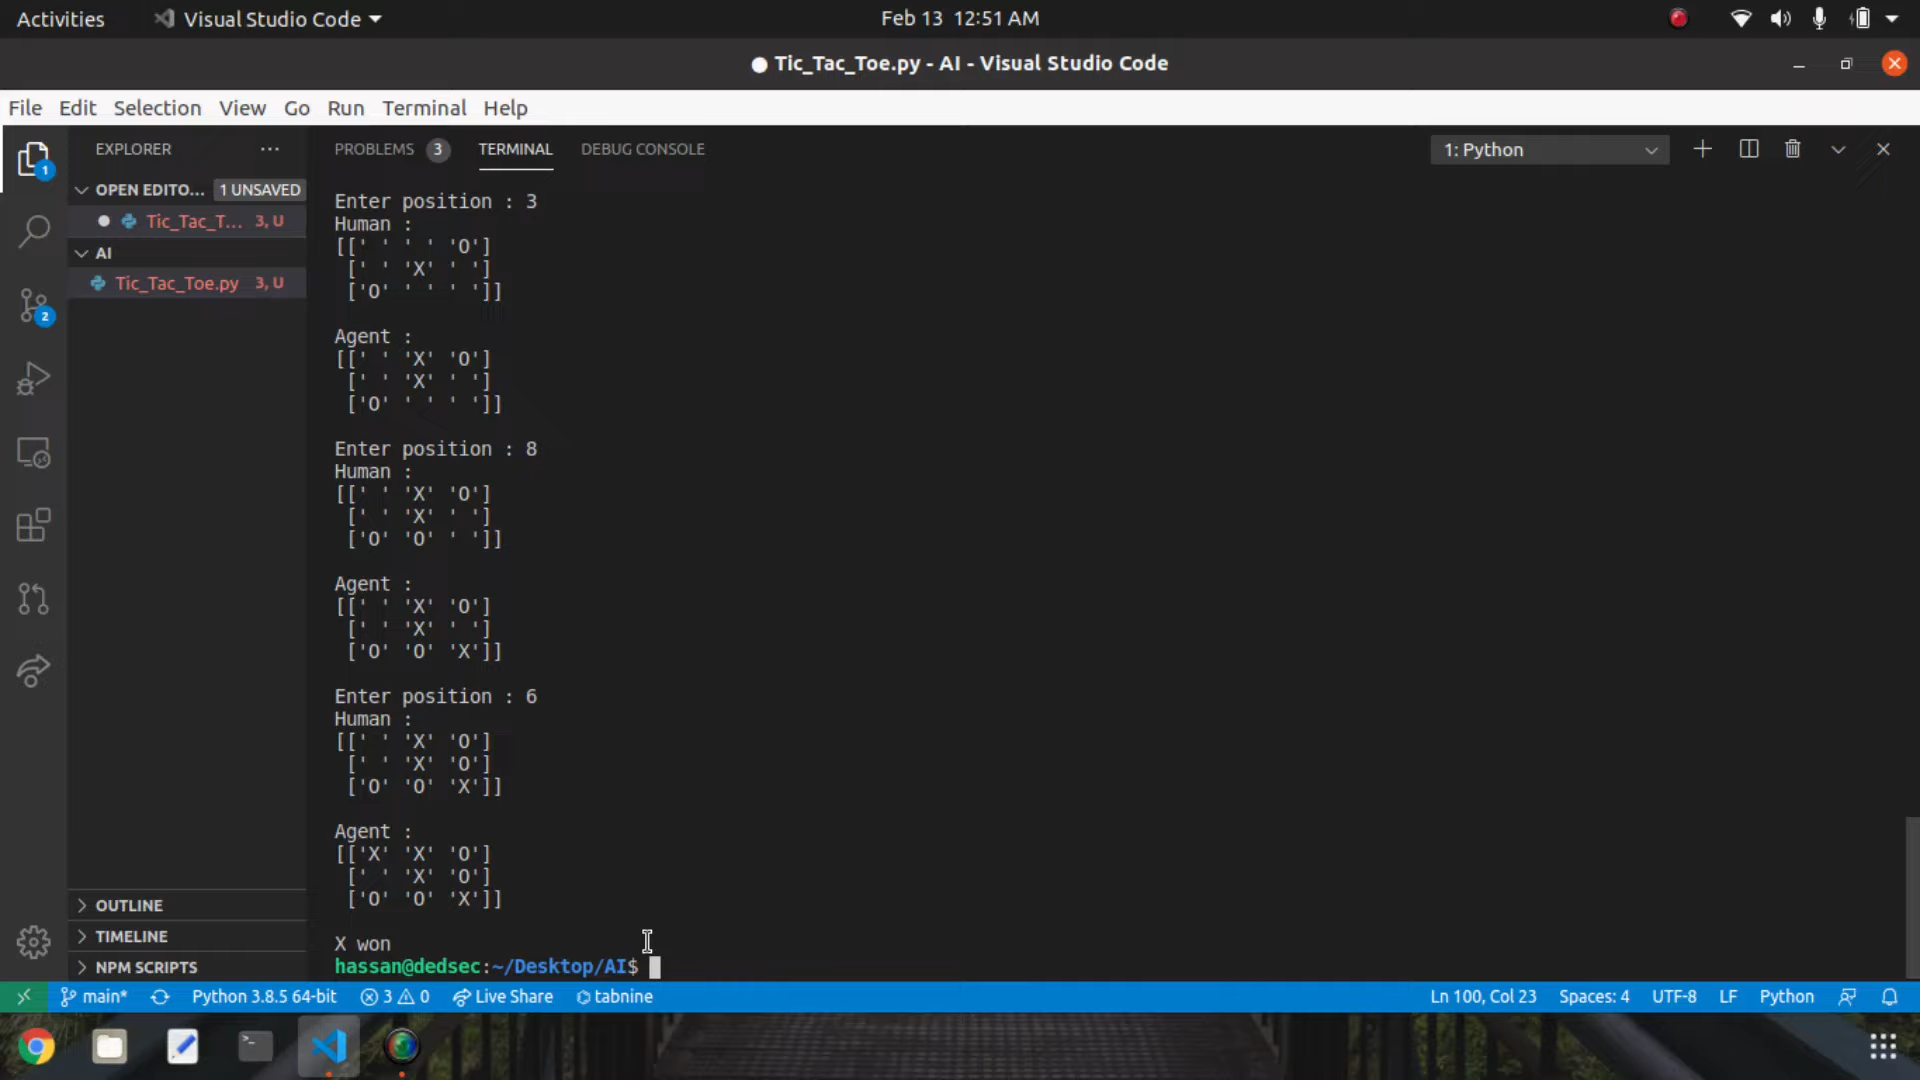 Activities Visual Studio Code Feb 13 12:51 AM
● Tic_Tac_Toe.py - AI - Visual Studio Code
File Edit Selection View Go Run Terminal Help
EXPLORER ··· PROBLEMS 3 TERMINAL DEBUG CONSOLE 1: Python
OPEN EDITO... 1 UNSAVED
Tic_Tac_T... 3, U
AI
Tic_Tac_Toe.py 3, U
1
2
OUTLINE
TIMELINE
NPM SCRIPTS
Enter position : 3
Human :
[[' ' ' ' 'O']
 [' ' 'X' ' ']
 ['O' ' ' ' ']]
Agent :
[[' ' 'X' 'O']
 [' ' 'X' ' ']
 ['O' ' ' ' ']]
Enter position : 8
Human :
[[' ' 'X' 'O']
 [' ' 'X' ' ']
 ['O' 'O' ' ']]
Agent :
[[' ' 'X' 'O']
 [' ' 'X' ' ']
 ['O' 'O' 'X']]
Enter position : 6
Human :
[[' ' 'X' 'O']
 [' ' 'X' 'O']
 ['O' 'O' 'X']]
Agent :
[['X' 'X' 'O']
 [' ' 'X' 'O']
 ['O' 'O' 'X']]
X won
hassan@dedsec:~/Desktop/AI$
main* Python 3.8.5 64-bit 3 0 Live Share tabnine Ln 100, Col 23 Spaces: 4 UTF-8 LF Python